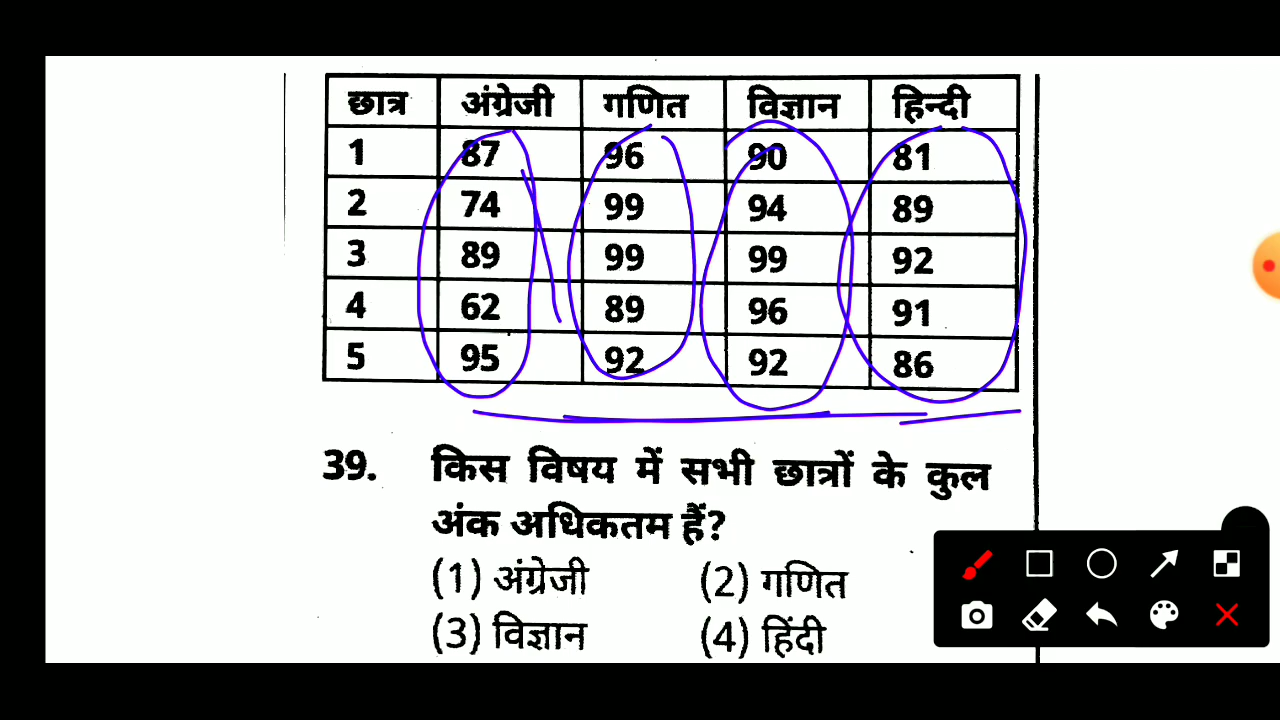 छात्र अंग्रेजी गणित विज्ञान हिन्दी
1 87 96 90 81
2 74 99 94 89
3 89 99 99 92
4 62 89 96 91
5 95 92 92 86
39. किस विषय में सभी छात्रों के कुल
अंक अधिकतम हैं?
(1) अंग्रेजी (2) गणित
(3) विज्ञान (4) हिंदी